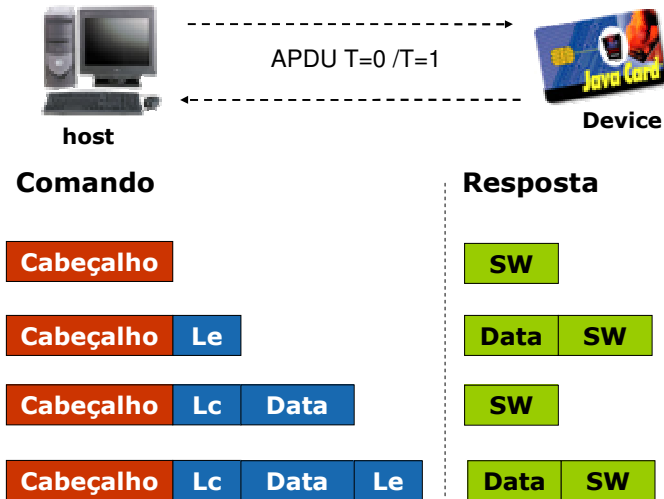 APDU T=0 /T=1
Java Card
host
Device
Comando
Resposta
Cabeçalho
SW
Cabeçalho Le
Data SW
Cabeçalho Lc Data
SW
Cabeçalho Lc Data Le
Data SW